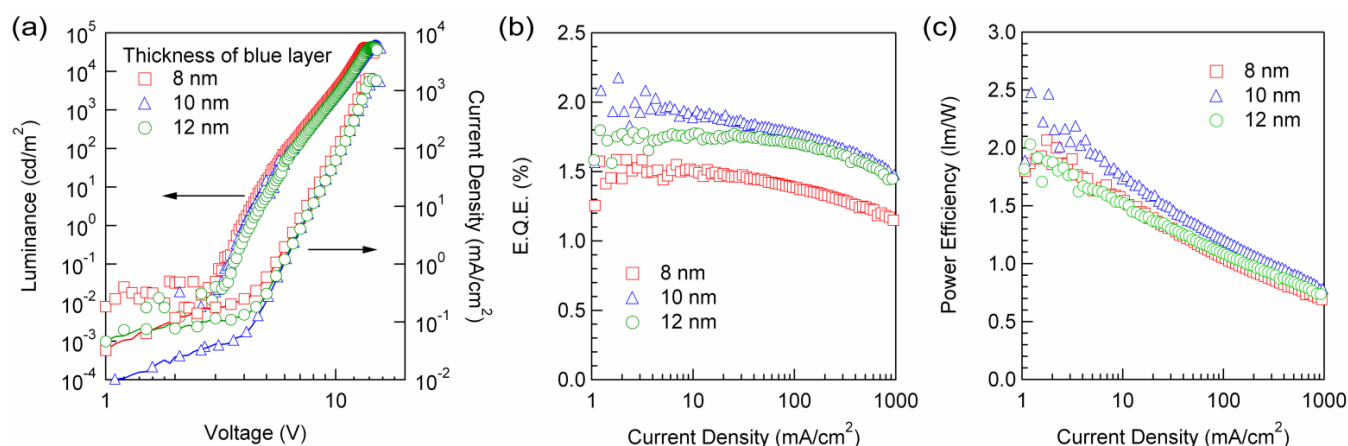 (a)
10^5
10^4
10^3
10^2
10^1
10^0
10^-1
10^-2
10^-3
10^-4
Luminance (cd/m^2)
Thickness of blue layer
8 nm
10 nm
12 nm
10^4
10^3
10^2
10^1
10^0
10^-1
10^-2
Current Density (mA/cm^2)
1
10
Voltage (V)
(b)
2.5
2.0
1.5
1.0
0.5
0.0
E.Q.E. (%)
8 nm
10 nm
12 nm
1
10
100
1000
Current Density (mA/cm^2)
(c)
3.0
2.5
2.0
1.5
1.0
0.5
0.0
Power Efficiency (lm/W)
8 nm
10 nm
12 nm
1
10
100
1000
Current Density (mA/cm^2)